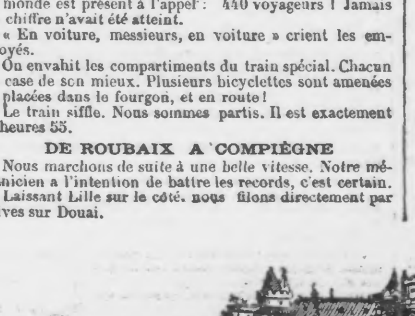 monde est présent à l'appel : 440 voyageurs ! Jamais
chiffre n'avait été atteint.
« En voiture, messieurs, en voiture » crient les em-
oyés.
On envahit les compartiments du train spécial. Chacun
case de son mieux. Plusieurs bicyclettes sont amenées
placées dans le fourgon, et en route !
Le train siffle. Nous sommes partis. Il est exactement
heures 55.
DE ROUBAIX A COMPIÈGNE
Nous marchons de suite à une belle vitesse. Notre mé-
nicien a l'intention de battre les records, c'est certain.
Laissant Lille sur le côté. nous filons directement par
ves sur Douai.